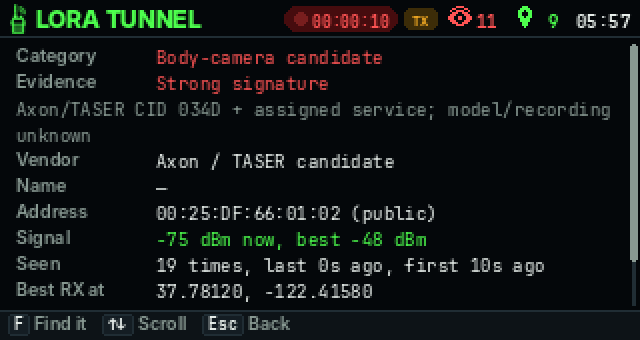 LORA TUNNEL 00:00:10 TX 11 9 05:57
Category Body-camera candidate
Evidence Strong signature
Axon/TASER CID 034D + assigned service; model/recording
unknown
Vendor Axon / TASER candidate
Name —
Address 00:25:DF:66:01:02 (public)
Signal -75 dBm now, best -48 dBm
Seen 19 times, last 0s ago, first 10s ago
Best RX at 37.78120, -122.41580
F Find it ↑↓ Scroll Esc Back